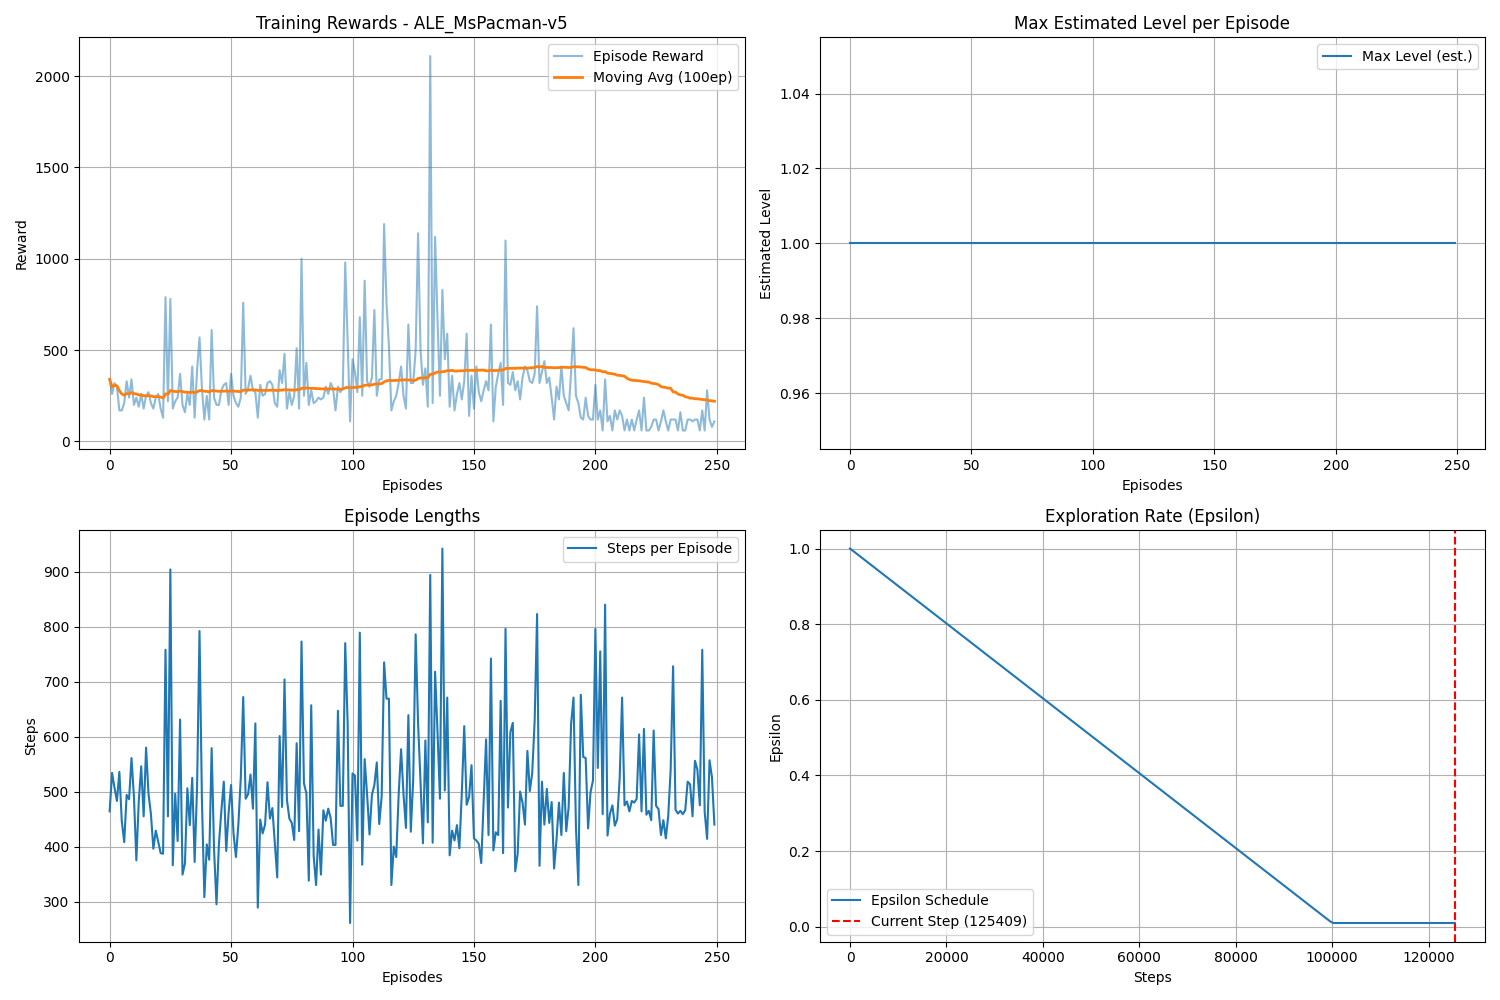 Training Rewards - ALE_MsPacman-v5
Reward
2000
1500
1000
500
0
Episode Reward
Moving Avg (100ep)
0 50 100 150 200 250
Episodes
Max Estimated Level per Episode
Estimated Level
1.04
1.02
1.00
0.98
0.96
Max Level (est.)
0 50 100 150 200 250
Episodes
Episode Lengths
Steps
900
800
700
600
500
400
300
Steps per Episode
0 50 100 150 200 250
Episodes
Exploration Rate (Epsilon)
Epsilon
1.0
0.8
0.6
0.4
0.2
0.0
Epsilon Schedule
Current Step (125409)
0 20000 40000 60000 80000 100000 120000
Steps